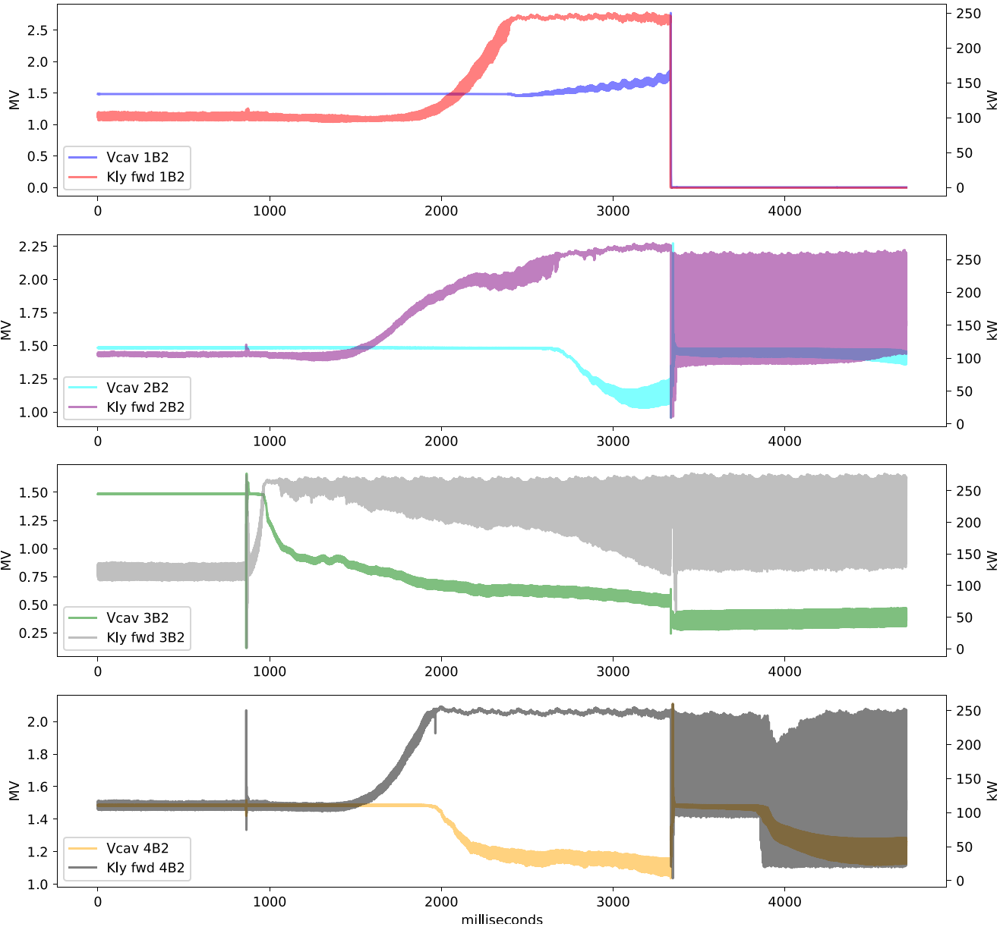 MV
2.5
2.0
1.5
1.0
0.5
0.0
250
200
150
100
50
0
kW
Vcav 1B2
Kly fwd 1B2
0 1000 2000 3000 4000
MV
2.25
2.00
1.75
1.50
1.25
1.00
250
200
150
100
50
0
kW
Vcav 2B2
Kly fwd 2B2
0 1000 2000 3000 4000
MV
1.50
1.25
1.00
0.75
0.50
0.25
250
200
150
100
50
0
kW
Vcav 3B2
Kly fwd 3B2
0 1000 2000 3000 4000
MV
2.0
1.8
1.6
1.4
1.2
1.0
250
200
150
100
50
0
kW
Vcav 4B2
Kly fwd 4B2
0 1000 2000 3000 4000
milliseconds